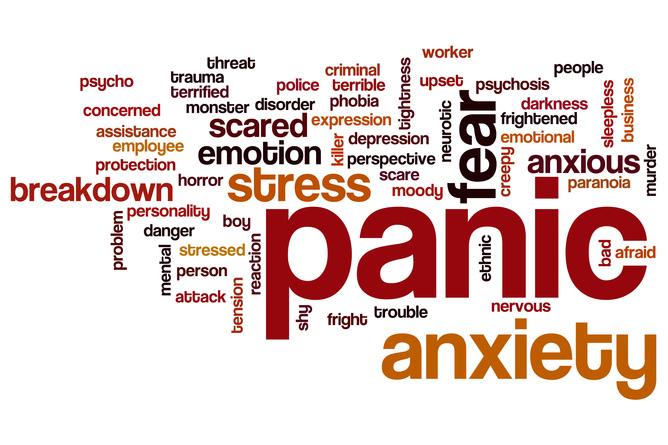 worker
threat
people
criminal
psycho
trauma
police
terrible
tightness
upset
psychosis
terrified
concerned
monster
disorder
phobia
darkness
sleepless
business
scared
expression
neurotic
fear
frightened
assistance
employee
emotion
killer
depression
emotional
perspective
creepy
anxious
murder
protection
horror
stress
scare
moody
paranoia
breakdown
problem
personality
boy
panic
danger
mental
stressed
reaction
ethnic
bad
afraid
person
attack
tension
shy
fright
trouble
nervous
anxiety